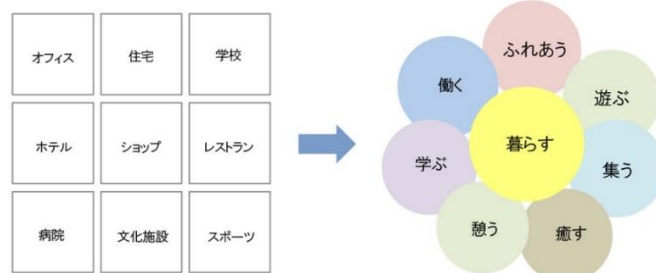 オフィス
住宅
学校
ホテル
ショップ
レストラン
病院
文化施設
スポーツ
ふれあう
働く
遊ぶ
暮らす
学ぶ
集う
憩う
癒す